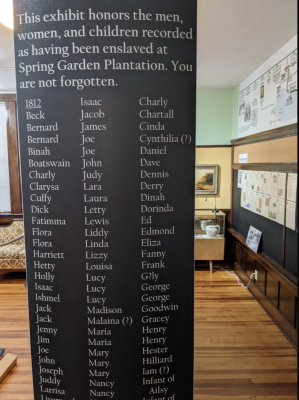 This exhibit honors the men,
women, and children recorded
as having been enslaved at
Spring Garden Plantation. You
are not forgotten.
1812
Beck
Bernard
Bernard
Binah
Boatswain
Charly
Clarysa
Cuffy
Dick
Fatimma
Flora
Flora
Harriett
Hetty
Holly
Isaac
Ishmel
Jack
Jack
Jenny
Jim
Joe
John
Joseph
Juddy
Larrisa
Isaac
Jacob
James
Joe
Joe
John
Judy
Lara
Laura
Letty
Lewis
Liddy
Linda
Lizzy
Louisa
Lucy
Lucy
Lucy
Madison
Malaina (?)
Maria
Maria
Mary
Mary
Mary
Nancy
Nancy
Charly
Chartall
Cinda
Cynthilia (?)
Daniel
Dave
Dennis
Derry
Dinah
Dorinda
Ed
Edmond
Eliza
Fanny
Frank
G?ly
George
George
Goodwin
Gracey
Henry
Henry
Hester
Hilliard
Iam (?)
Infant of
Ailsy
Infant of